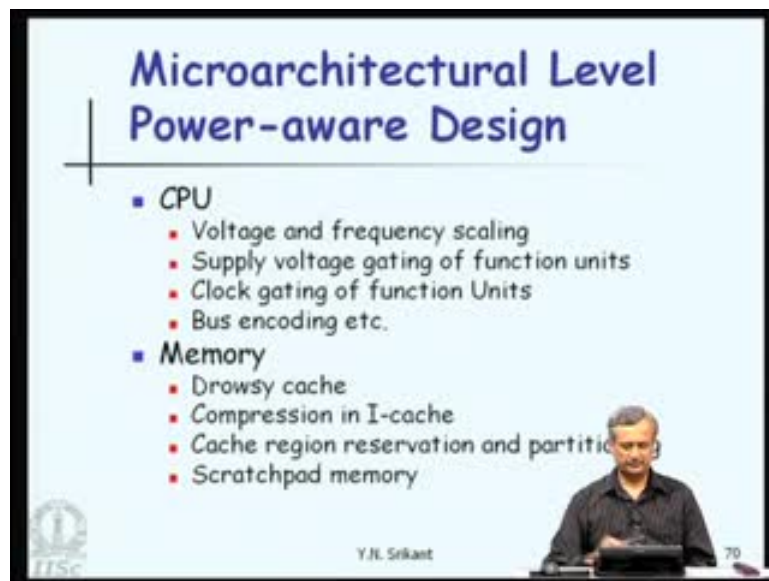 Microarchitectural Level
Power-aware Design
CPU
Voltage and frequency scaling
Supply voltage gating of function units
Clock gating of function Units
Bus encoding etc.
Memory
Drowsy cache
Compression in I-cache
Cache region reservation and partiti g
Scratchpad memory
IISc
Y.N. Srikant
70